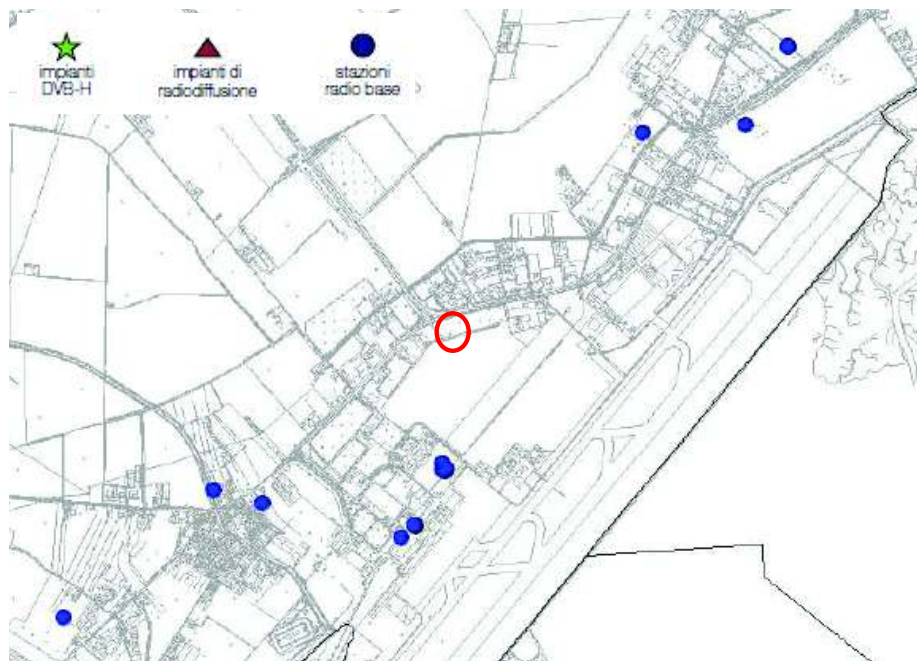 impianti
DVB-H
impianti di
radiodiffusione
stazioni
radio base